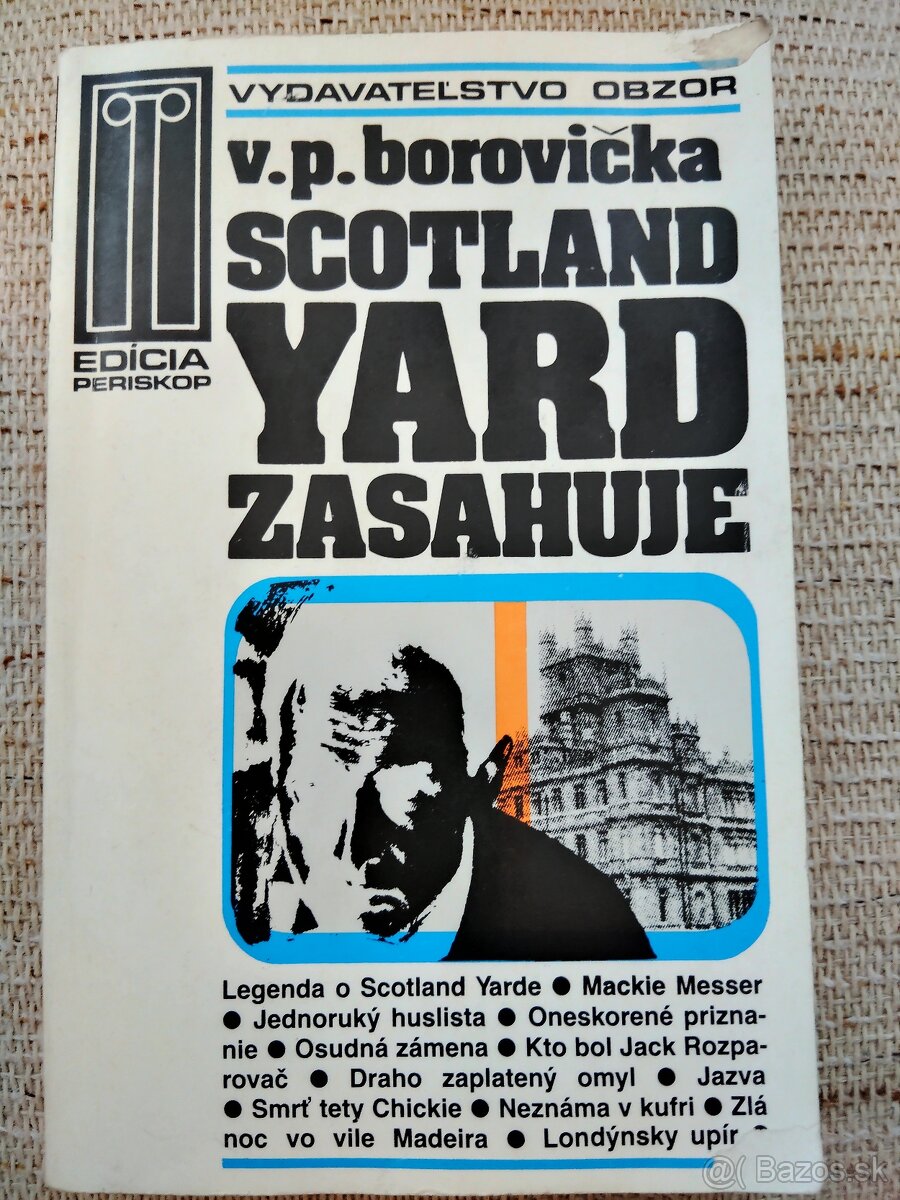 VYDAVATEĽSTVO OBZOR
v.p.borovička
SCOTLAND
YARD
ZASAHUJE
EDÍCIA
PERISKOP
Legenda o Scotland Yarde ● Mackie Messer
● Jednoruký huslista ● Oneskorené prizna-
nie ● Osudná zámena ● Kto bol Jack Rozpa-
rovač ● Draho zaplatený omyl ● Jazva
● Smrť tety Chickie ● Neznáma v kufri ● Zlá
noc vo vile Madeira ● Londýnsky upír
@( Bazos.sk